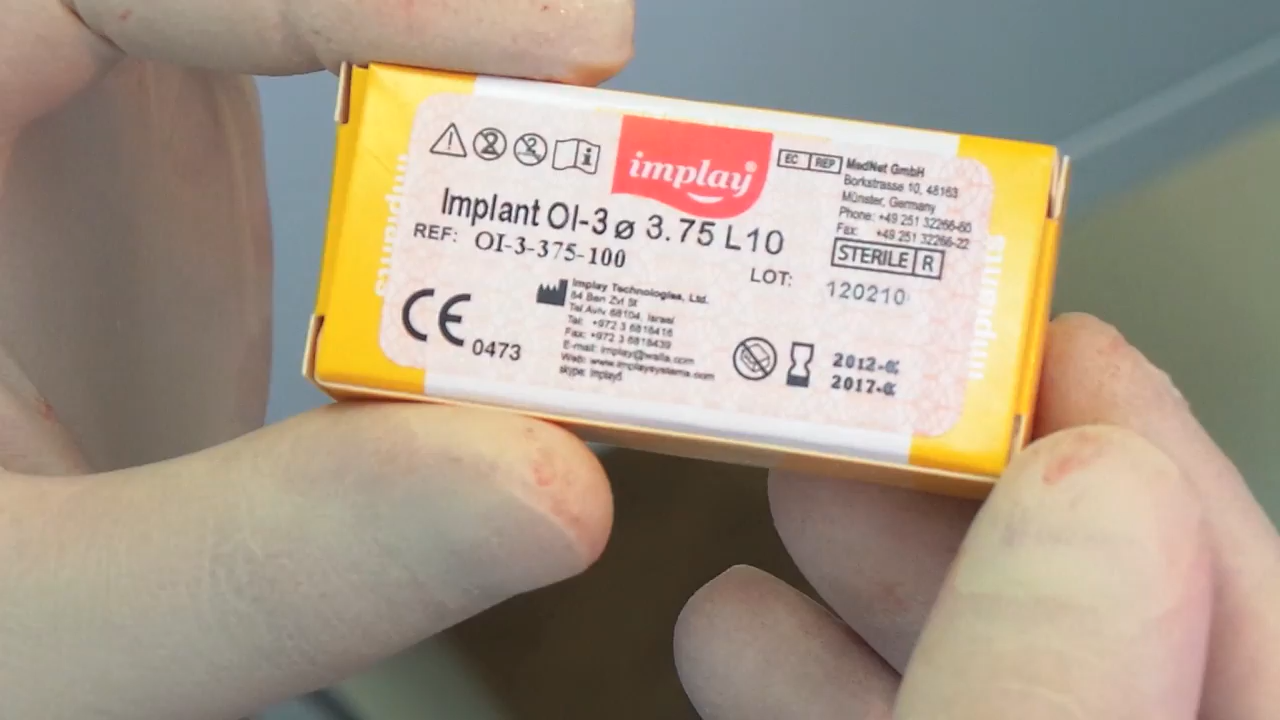 implay®
EC REP
MedNet GmbH
Borkstrasse 10, 48163
Münster, Germany
Phone: +49 251 32266-60
Fax: +49 251 32266-22
Implant OI-3 ø 3.75 L10
REF: OI-3-375-100
STERILE R
LOT: 120210
CE 0473
Implay Technologies, Ltd.
64 Ben Zvi St
Tel Aviv 68104, Israel
Tel: +972 3 6818416
Fax: +972 3 6818439
E-mail: implay@walla.com
Web: www.implaysystems.com
skype: implay5
2012-
2017-
implants
implants